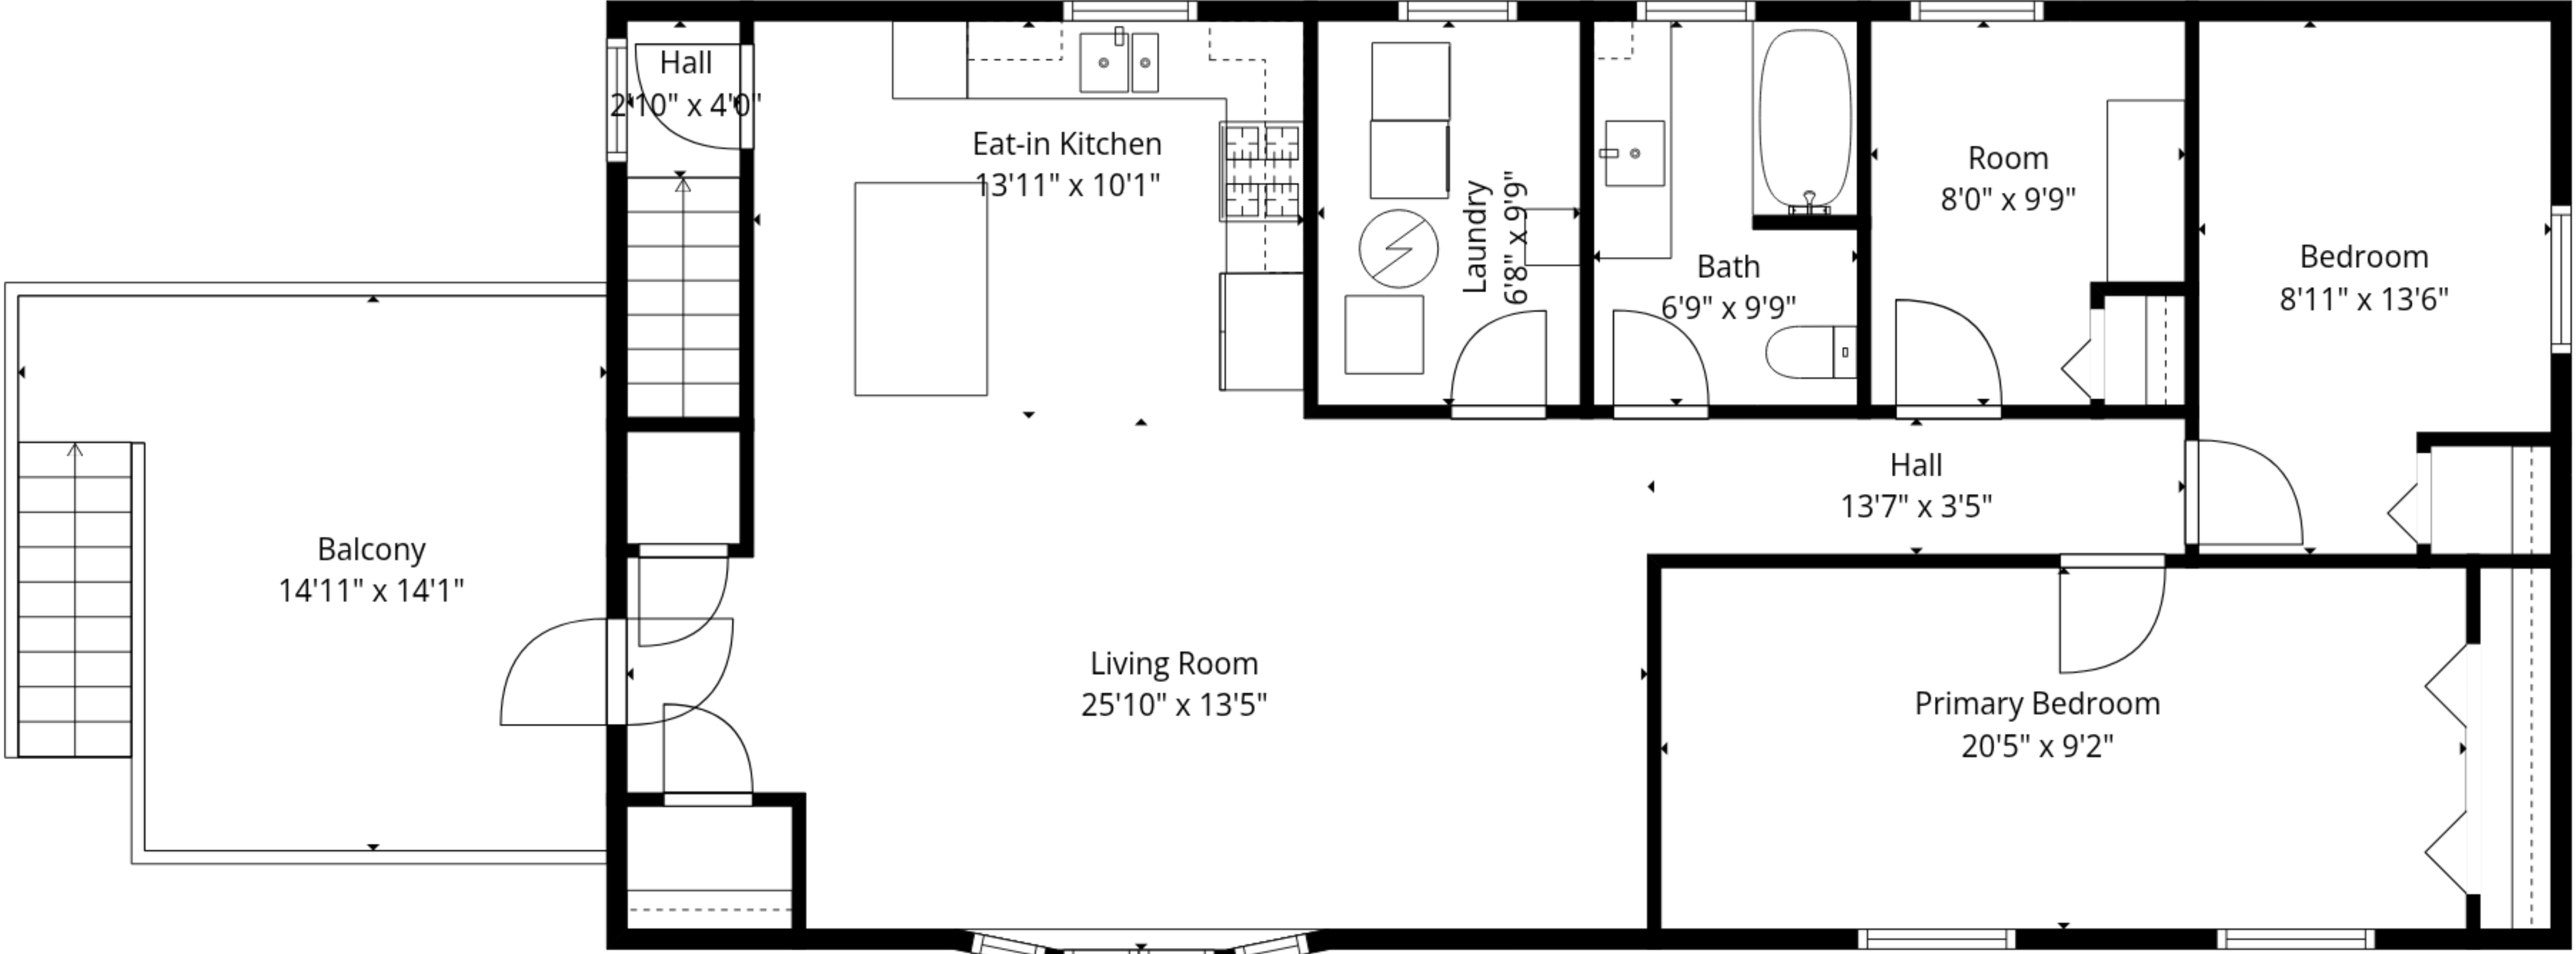 Hall
2'10" x 4'0"
Eat-in Kitchen
13'11" x 10'1"
Laundry
6'8" x 9'9"
Bath
6'9" x 9'9"
Room
8'0" x 9'9"
Bedroom
8'11" x 13'6"
Hall
13'7" x 3'5"
Balcony
14'11" x 14'1"
Living Room
25'10" x 13'5"
Primary Bedroom
20'5" x 9'2"